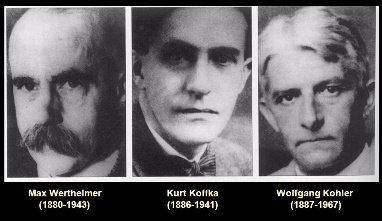 Max Wertheimer
(1880-1943)
Kurt Koffka
(1886-1941)
Wolfgang Kohler
(1887-1967)